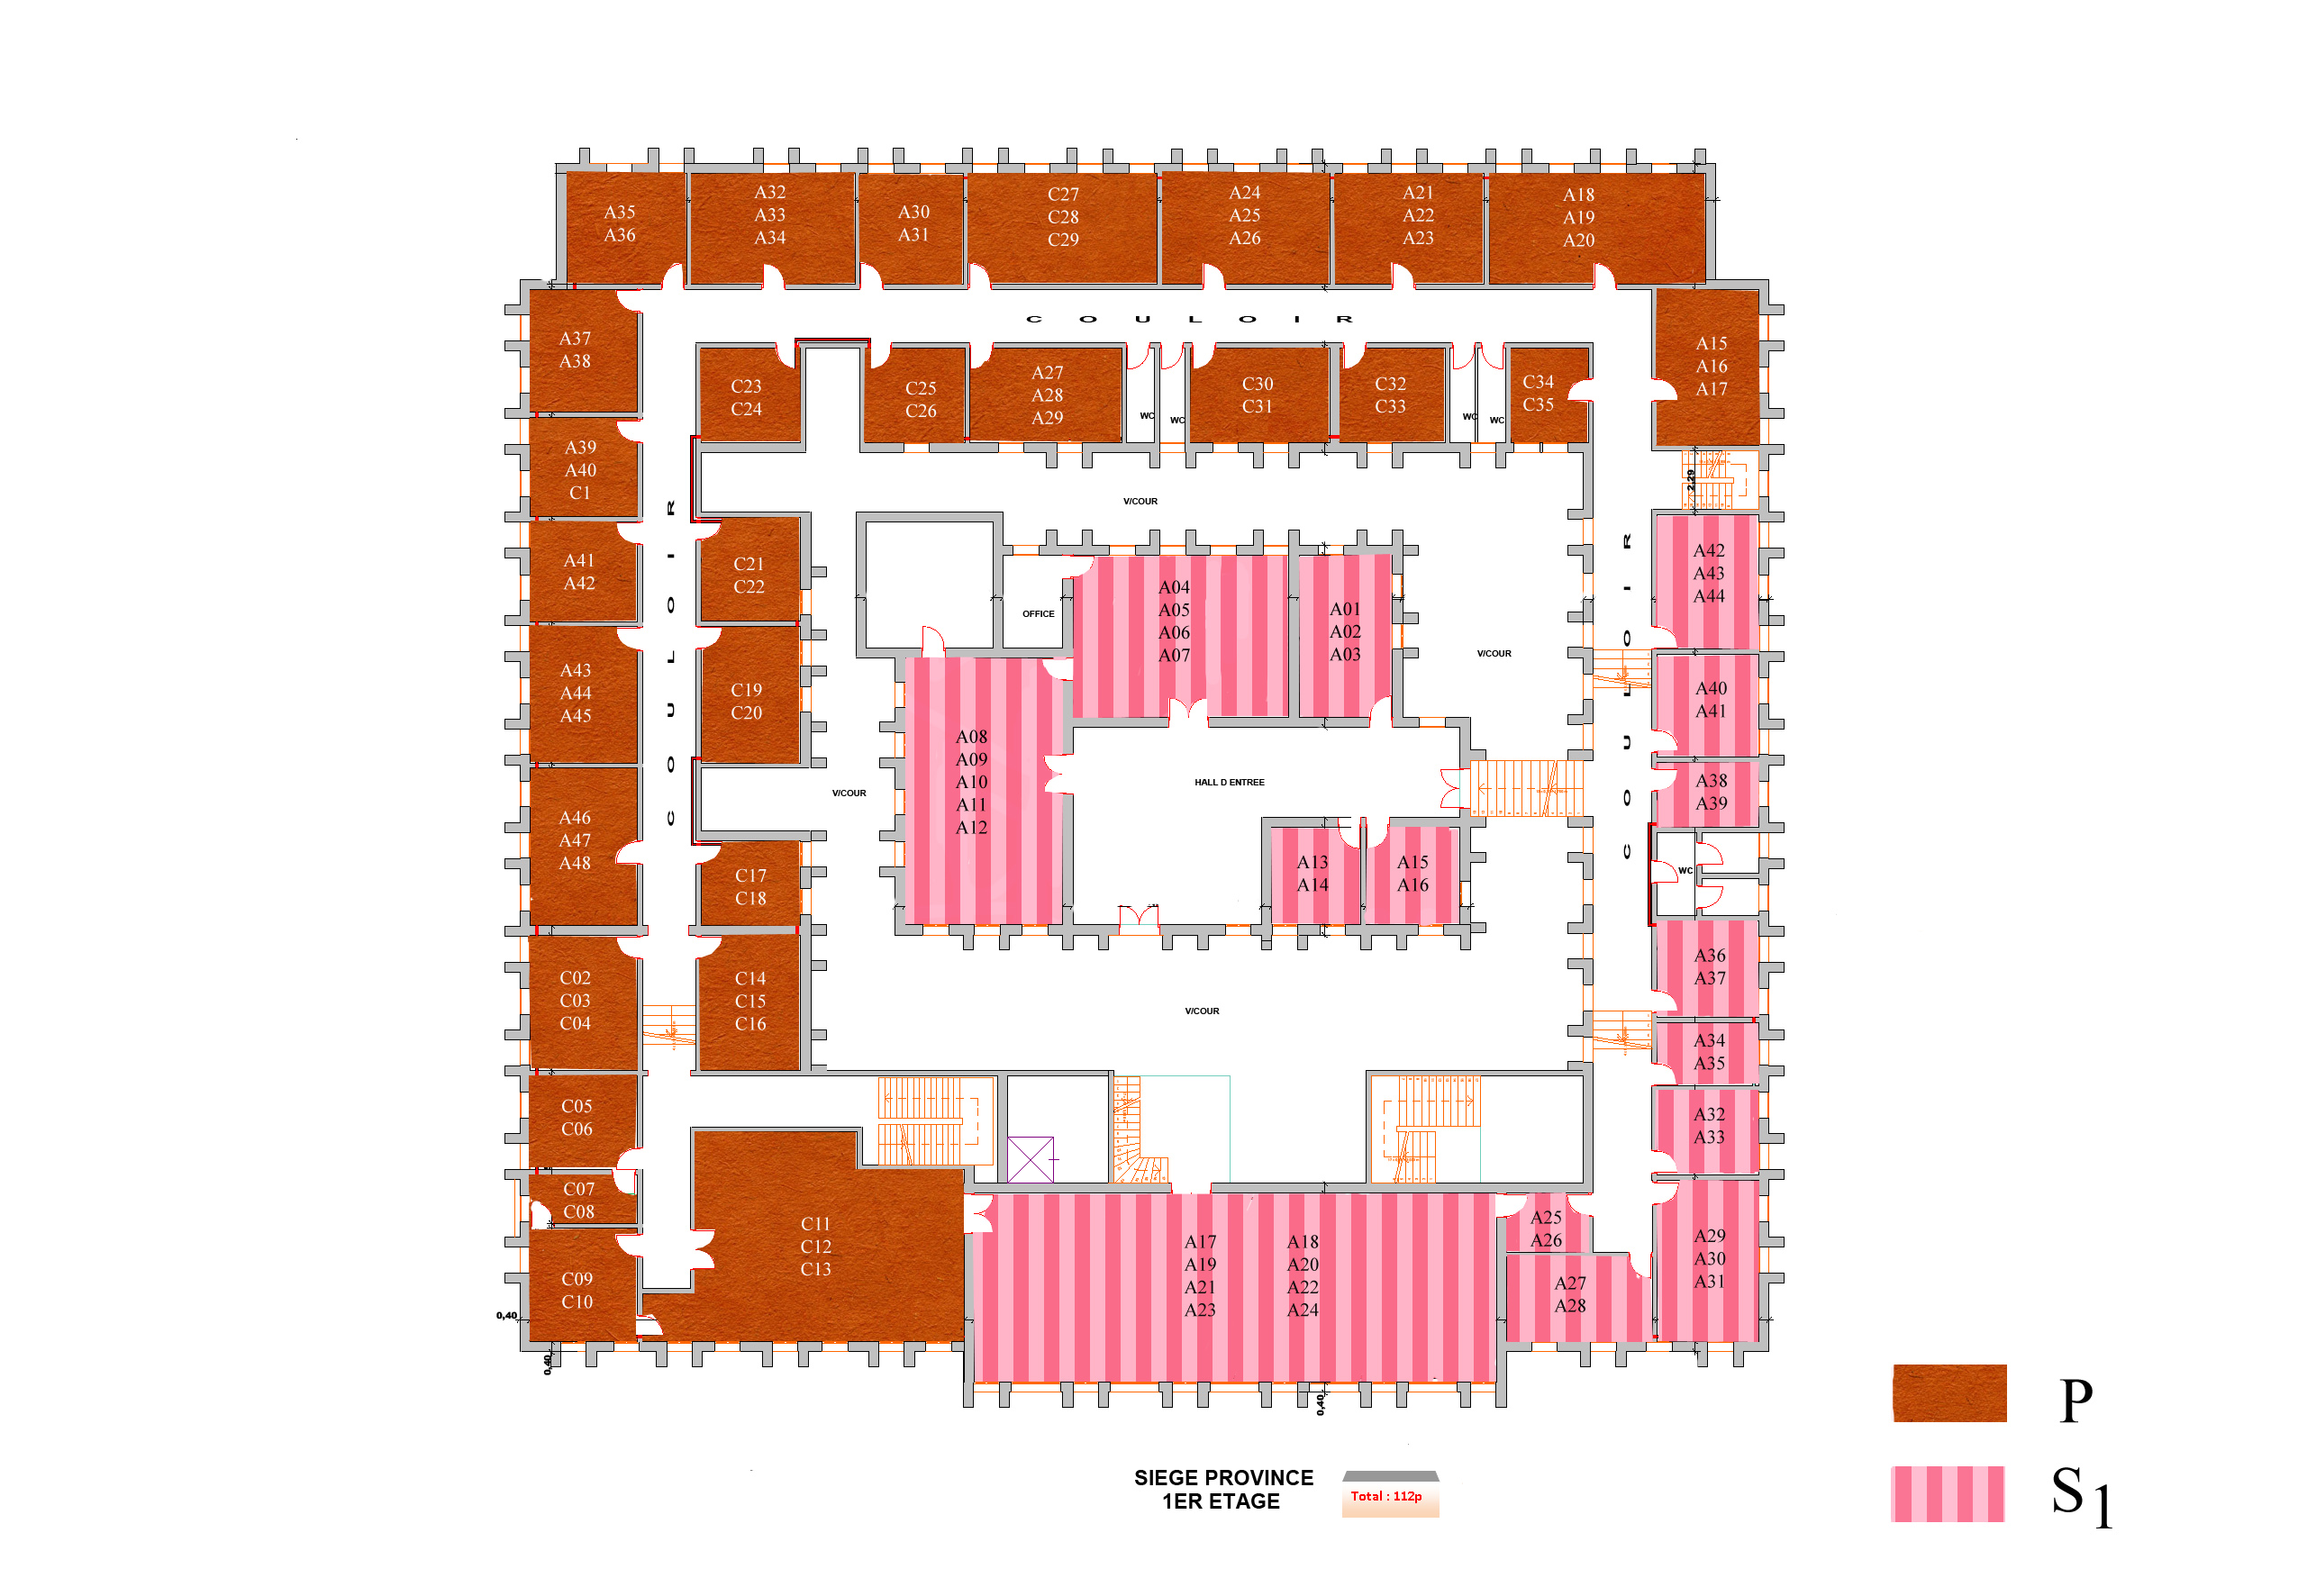 A35
A36
A32
A33
A34
A30
A31
C27
C28
C29
A24
A25
A26
A21
A22
A23
A18
A19
A20
COULOIR
A37
A38
C23
C24
C25
C26
A27
A28
A29
WC
WC
C30
C31
C32
C33
WC
WC
C34
C35
A15
A16
A17
A39
A40
C1
COULOIR
V/COUR
2,29
A41
A42
C21
C22
OFFICE
A04
A05
A06
A07
A01
A02
A03
V/COUR
COULOIR
A42
A43
A44
A43
A44
A45
C19
C20
A40
A41
A46
A47
A48
V/COUR
A08
A09
A10
A11
A12
HALL D ENTREE
A38
A39
C17
C18
A13
A14
A15
A16
WC
C02
C03
C04
C14
C15
C16
V/COUR
A36
A37
A34
A35
C05
C06
A32
A33
C07
C08
C11
C12
C13
A17 A18
A19 A20
A21 A22
A23 A24
A25
A26
A29
A30
A31
C09
C10
A27
A28
0,40
0,40
0,40
P
SIEGE PROVINCE
1ER ETAGE
Total : 112p
S1